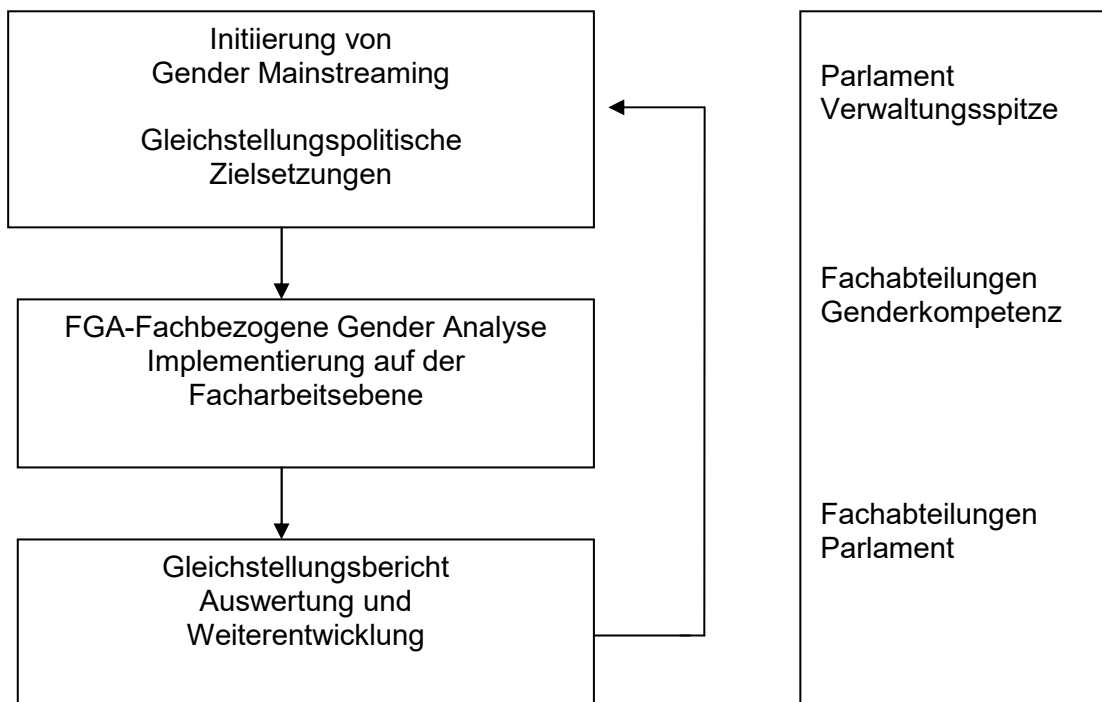 Initiierung von
Gender Mainstreaming
Gleichstellungspolitische
Zielsetzungen
FGA-Fachbezogene Gender Analyse
Implementierung auf der
Facharbeitsebene
Gleichstellungsbericht
Auswertung und
Weiterentwicklung
Parlament
Verwaltungsspitze
Fachabteilungen
Genderkompetenz
Fachabteilungen
Parlament